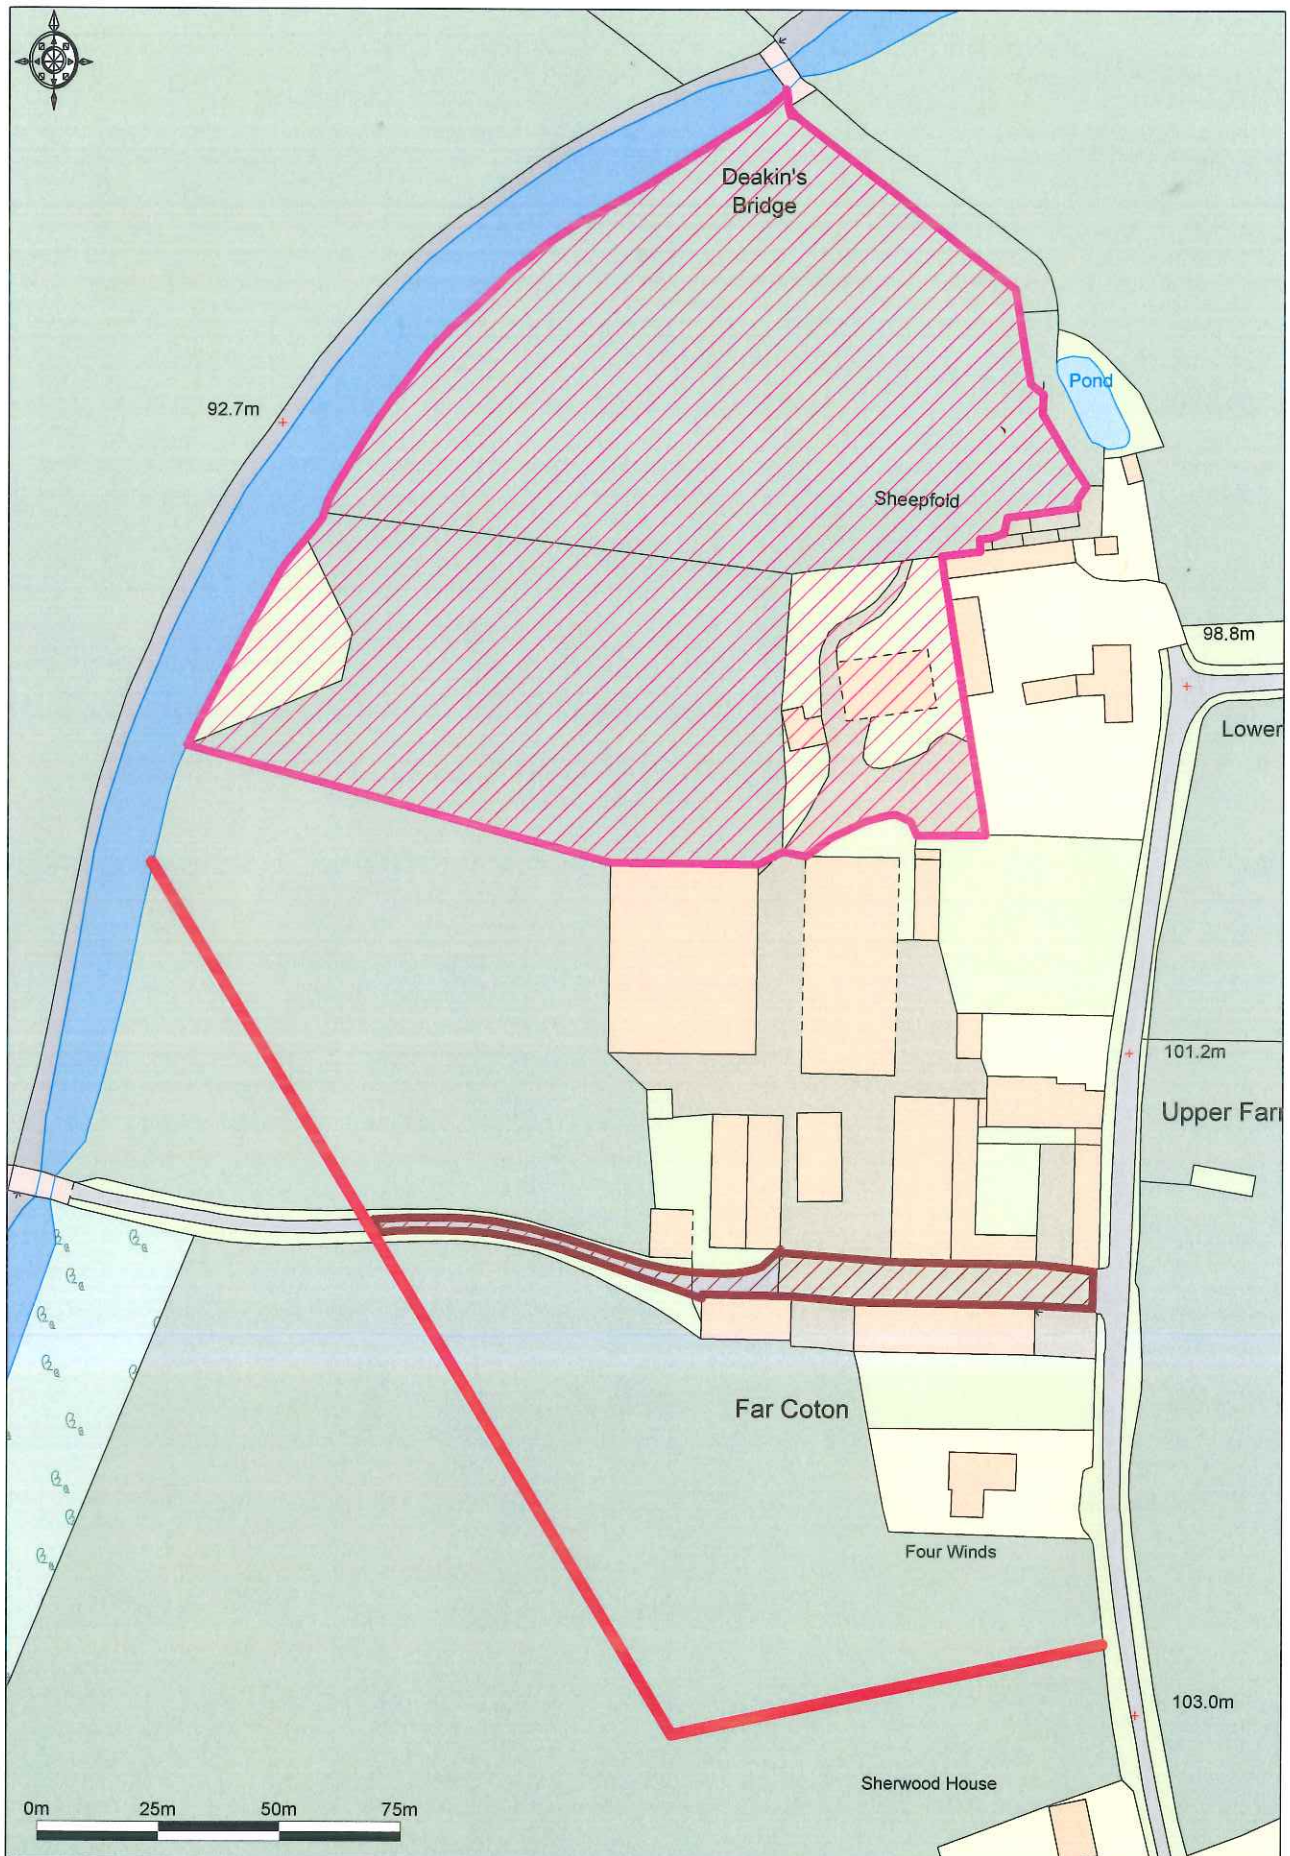 Deakin's
Bridge
92.7m
Pond
Sheepfold
98.8m
Lower
101.2m
Upper Farm
Far Coton
Four Winds
103.0m
Sherwood House
0m 25m 50m 75m